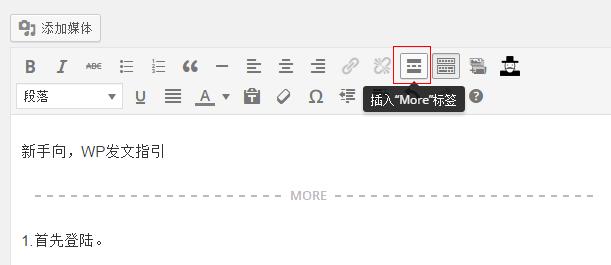 添加媒体
B I ABC
段落 U A Ω ?
插入“More”标签
新手向，WP发文指引
MORE
1.首先登陆。